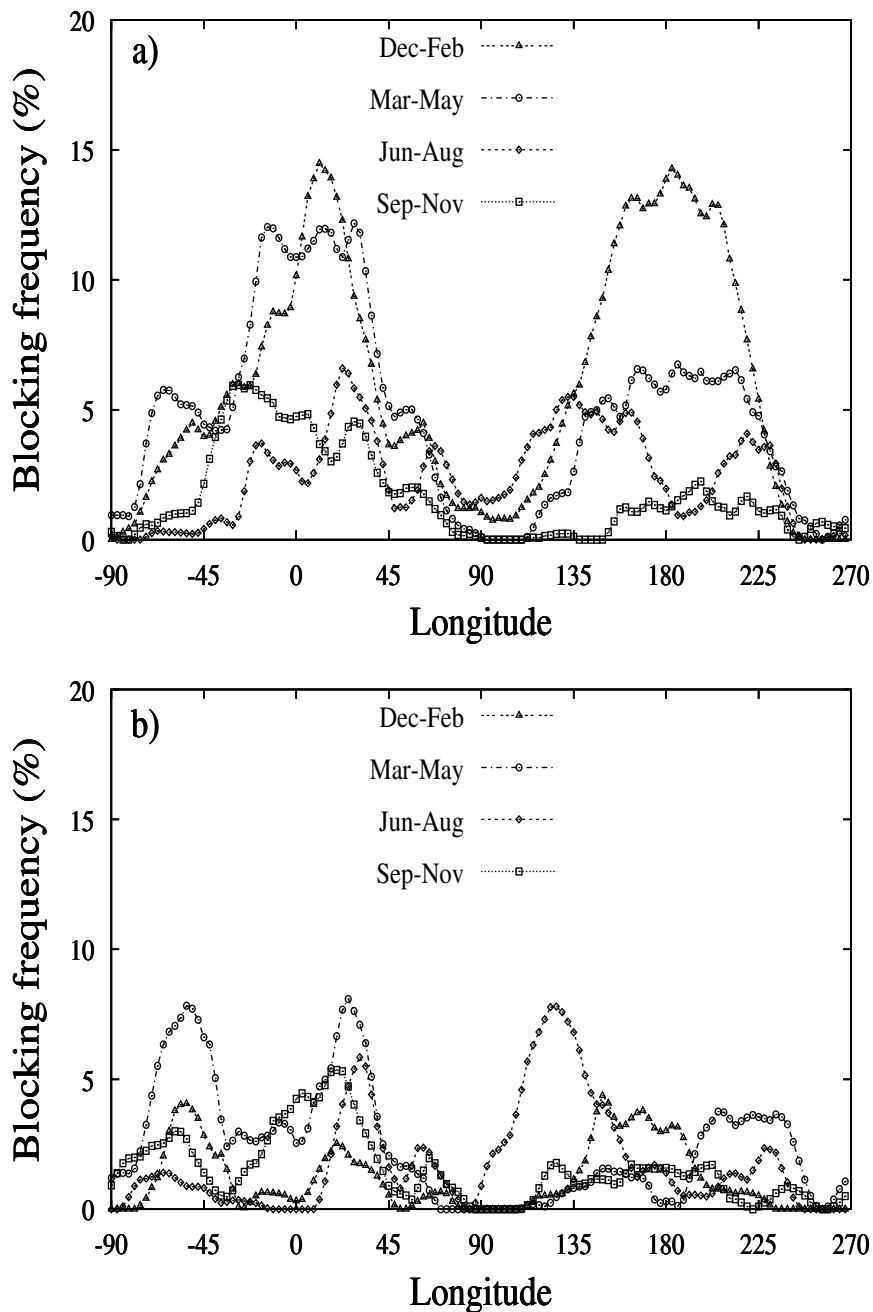 20
15
10
5
0
Blocking frequency (%)
a)
Dec-Feb
Mar-May
Jun-Aug
Sep-Nov
-90 -45 0 45 90 135 180 225 270
Longitude
20
15
10
5
0
Blocking frequency (%)
b)
Dec-Feb
Mar-May
Jun-Aug
Sep-Nov
-90 -45 0 45 90 135 180 225 270
Longitude